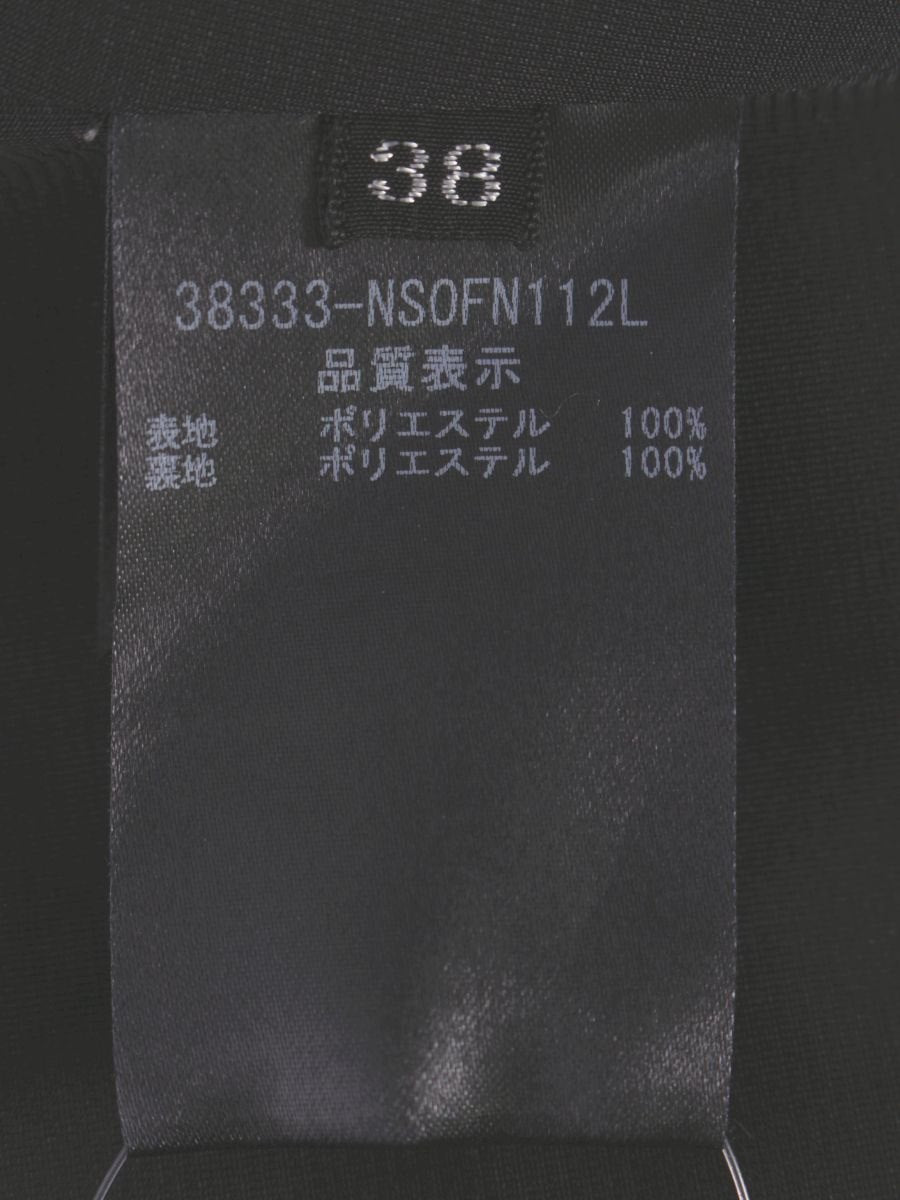 38
38333-NSOFN112L
品質表示
表地 ポリエステル 100%
裏地 ポリエステル 100%